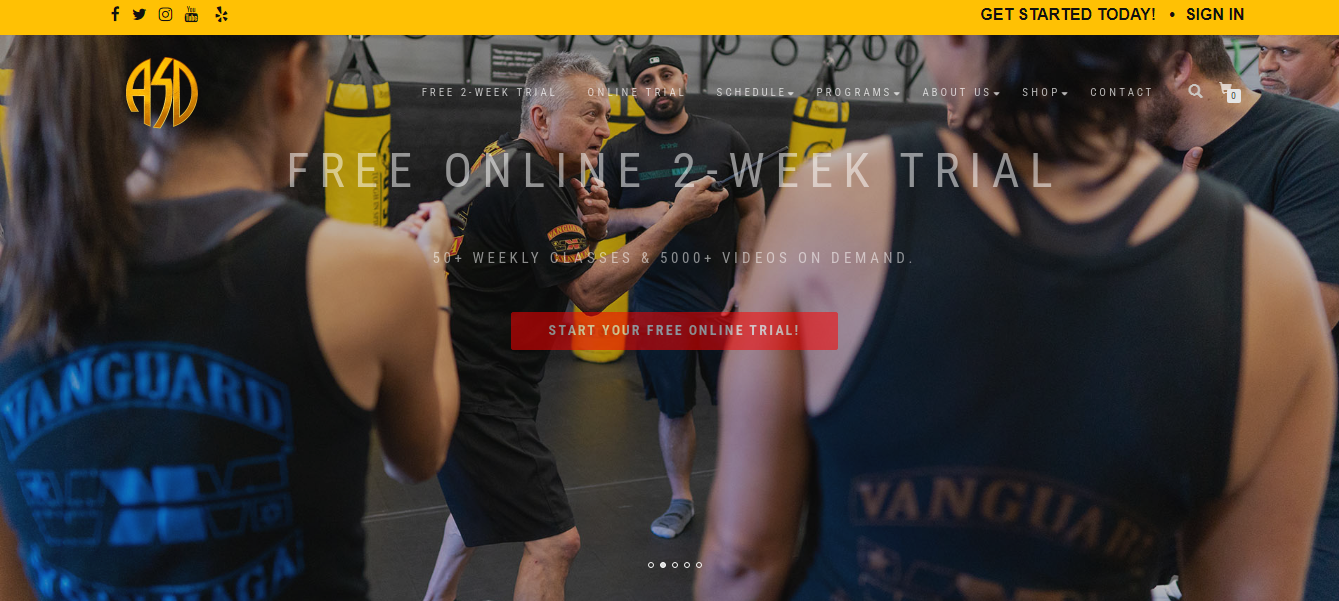 GET STARTED TODAY! • SIGN IN
ASD
FREE 2-WEEK TRIAL ONLINE TRIAL SCHEDULE PROGRAMS ABOUT US SHOP CONTACT
0
FREE ONLINE 2-WEEK TRIAL
50+ WEEKLY CLASSES & 5000+ VIDEOS ON DEMAND.
START YOUR FREE ONLINE TRIAL!
VANGUARD
VANGUARD
VANGUARD